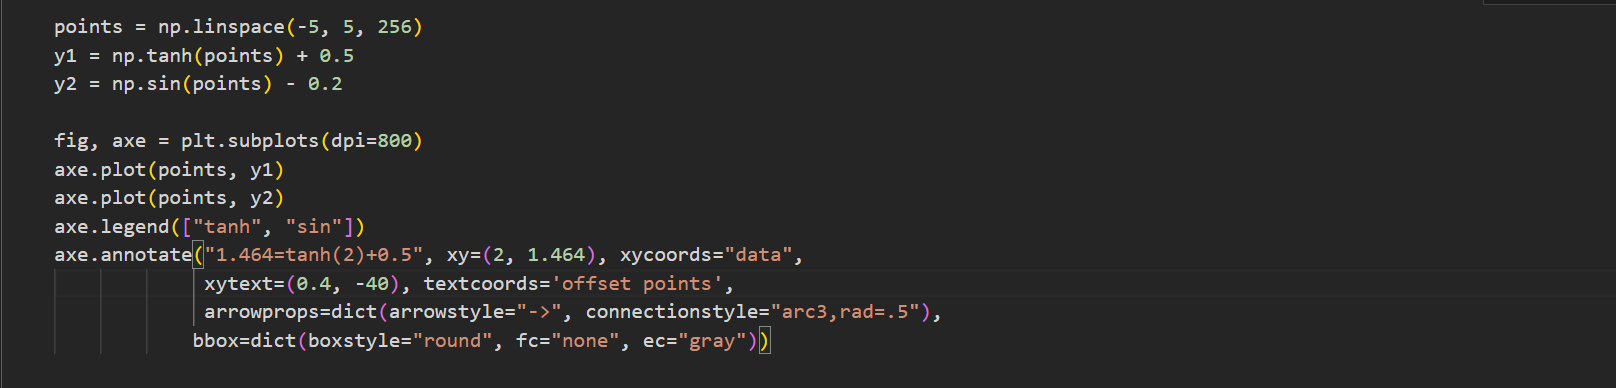 points = np.linspace(-5, 5, 256)
y1 = np.tanh(points) + 0.5
y2 = np.sin(points) - 0.2
fig, axe = plt.subplots(dpi=800)
axe.plot(points, y1)
axe.plot(points, y2)
axe.legend(["tanh", "sin"])
axe.annotate("1.464=tanh(2)+0.5", xy=(2, 1.464), xycoords="data",
xytext=(0.4, -40), textcoords='offset points',
arrowprops=dict(arrowstyle="->", connectionstyle="arc3,rad=.5"),
bbox=dict(boxstyle="round", fc="none", ec="gray"))